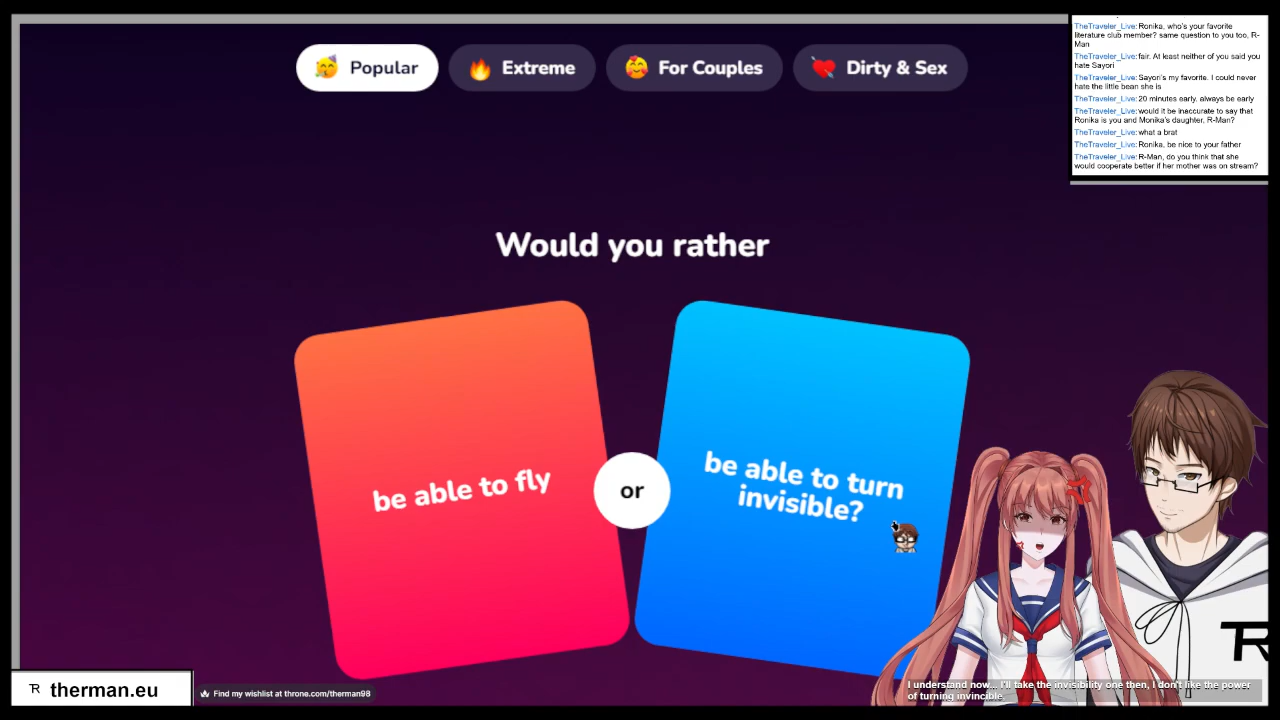 Popular
Extreme
For Couples
Dirty & Sex
TheTraveler_Live: Ronika, who's your favorite
literature club member? same question to you too, R-
Man
TheTraveler_Live: fair. At least neither of you said you
hate Sayori
TheTraveler_Live: Sayori's my favorite. I could never
hate the little bean she is
TheTraveler_Live: 20 minutes early, always be early
TheTraveler_Live: would it be inaccurate to say that
Ronika is you and Monika's daughter, R-Man?
TheTraveler_Live: what a brat
TheTraveler_Live: Ronika, be nice to your father
TheTraveler_Live: R-Man, do you think that she
would cooperate better if her mother was on stream?
Would you rather
be able to fly
or
be able to turn
invisible?
therman.eu
Find my wishlist at throne.com/therman98
I understand now... I'll take the invisibility one then, I don't like the power
of turning invincible.